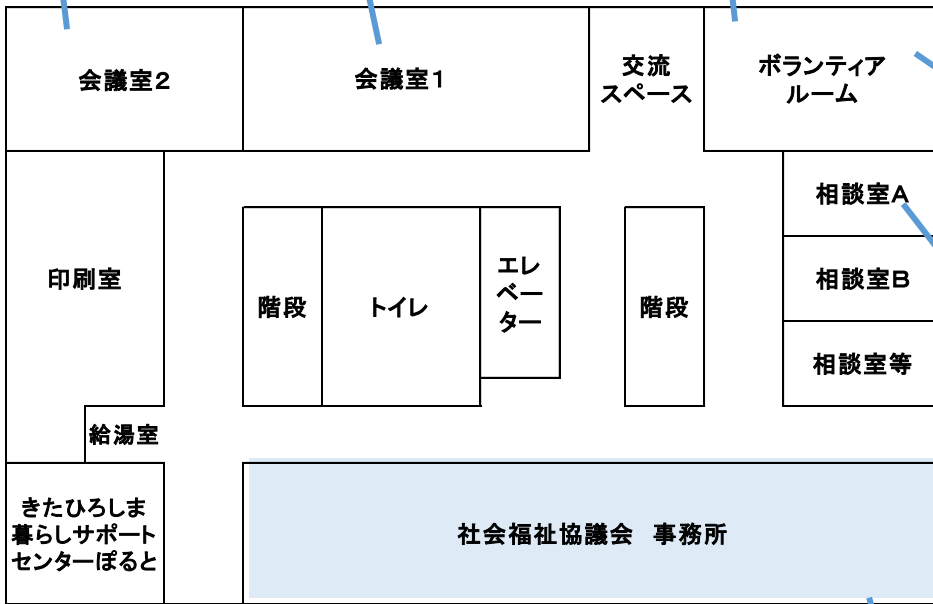 会議室２
会議室１
交流
スペース
ボランティア
ルーム
相談室Ａ
印刷室
階段
トイレ
エレ
ベー
ター
階段
相談室Ｂ
相談室等
給湯室
きたひろしま
暮らしサポート
センターぽると
社会福祉協議会　事務所